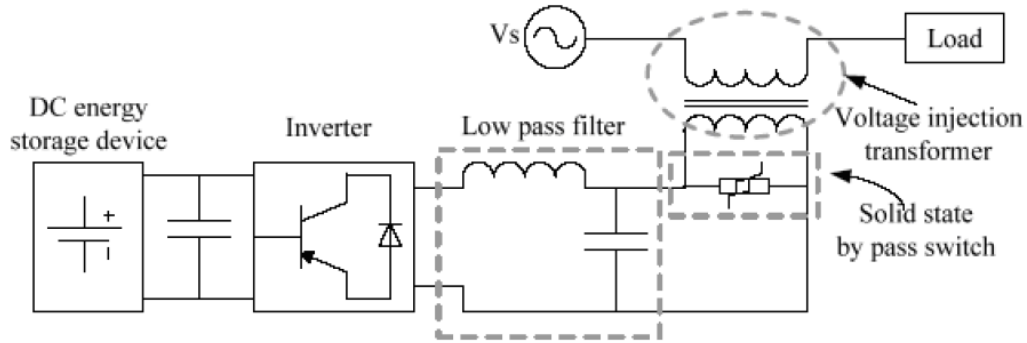 Vs
Load
DC energy
storage device
Inverter
Low pass filter
Voltage injection
transformer
Solid state
by pass switch
+